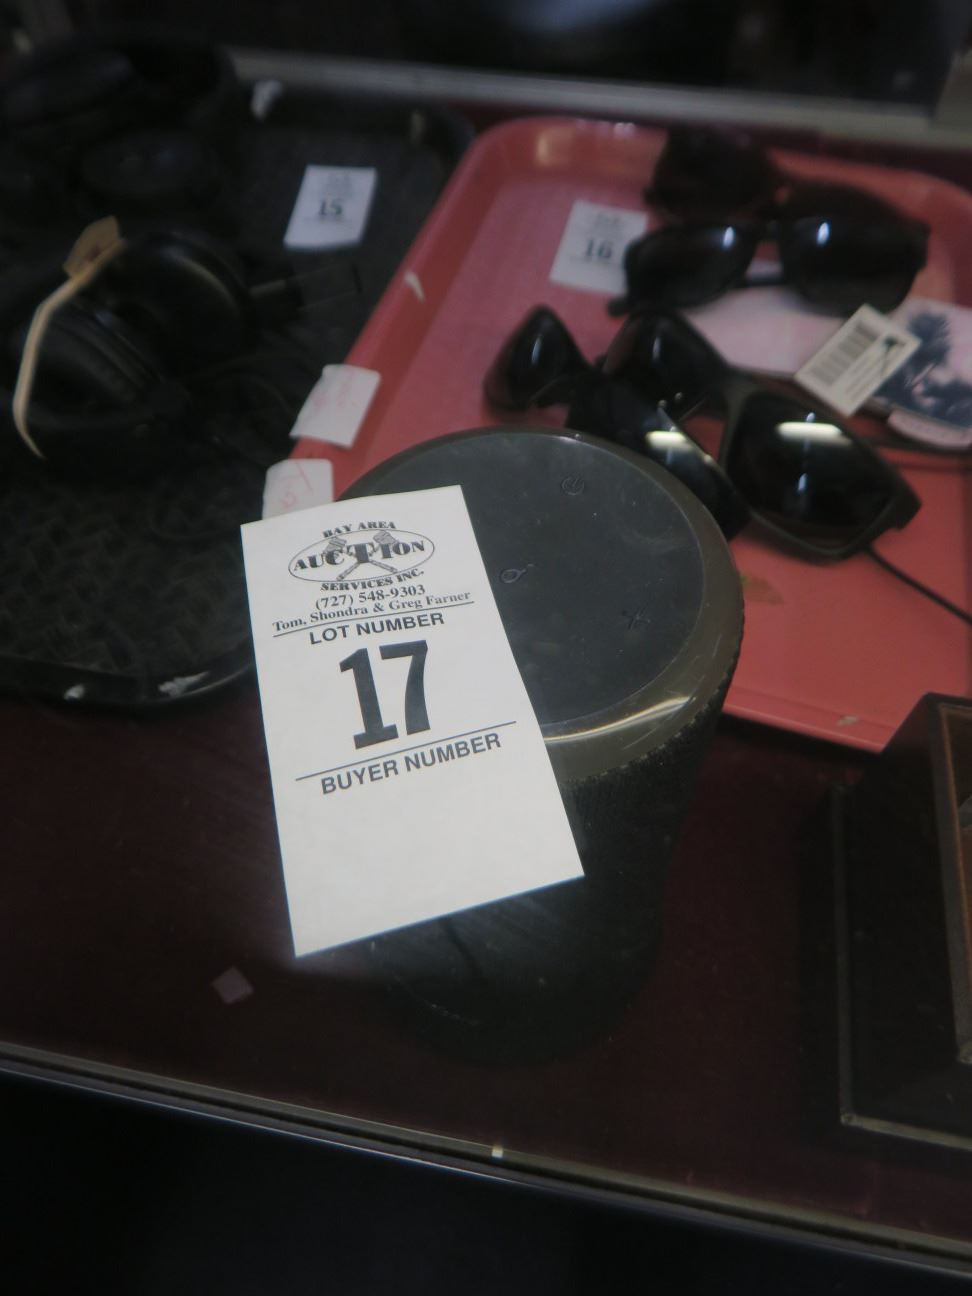 15
16
BAY AREA
AUCTION
SERVICES INC.
(727) 548-9303
Tom, Shondra & Greg Farner
LOT NUMBER
17
BUYER NUMBER